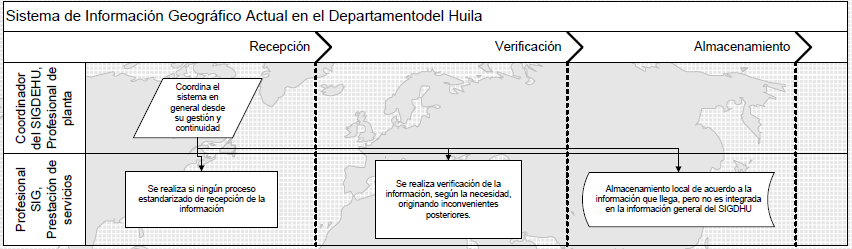 Sistema de Información Geográfico Actual en el Departamentodel Huila
Recepción
Verificación
Almacenamiento
Coordinador
del SIGDEHU,
Profesional de
planta
Coordina el
sistema en
general desde
su gestión y
continuidad
Profesional
SIG,
Prestación de
servicios
Se realiza si ningún proceso
estandarizado de recepción de la
información
Se realiza verificación de la
información, según la necesidad,
originando inconvenientes
posteriores.
Almacenamiento local de acuerdo a la
información que llega, pero no es integrada
en la información general del SIGDHU